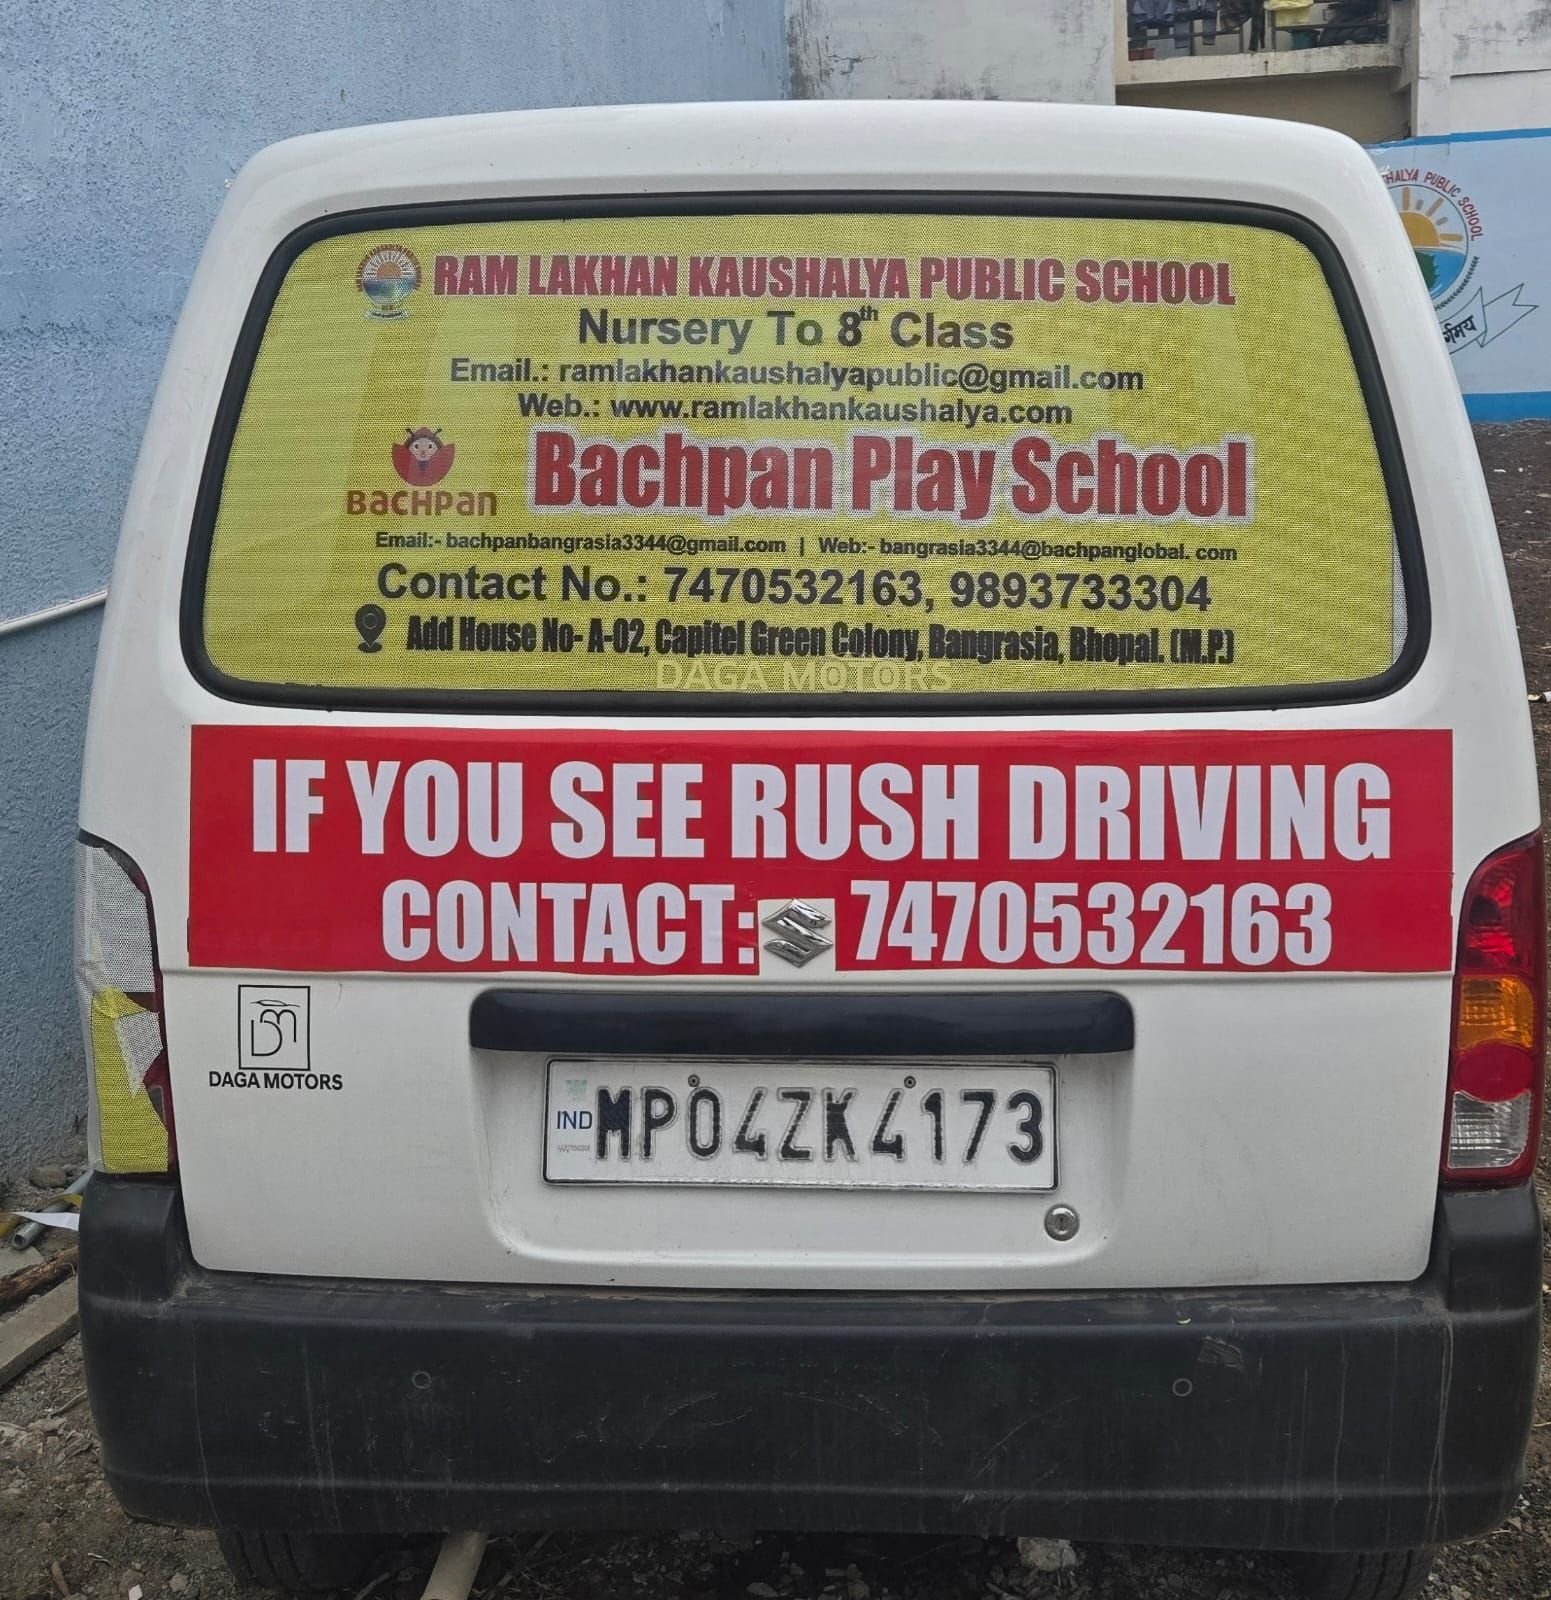 RAM LAKHAN KAUSHALYA PUBLIC SCHOOL
Nursery To 8th Class
Email.: ramlakhankaushalyapublic@gmail.com
Web.: www.ramlakhankaushalya.com
BACHPan
Bachpan Play School
Email:- bachpanbangrasia3344@gmail.com | Web:- bangrasia3344@bachpanglobal. com
Contact No.: 7470532163, 9893733304
Add House No- A-02, Capitel Green Colony, Bangrasia, Bhopal. (M.P.)
DAGA MOTORS
IF YOU SEE RUSH DRIVING
CONTACT: 7470532163
DAGA MOTORS
IND MP04ZK4173
PUBLIC SCHOOL